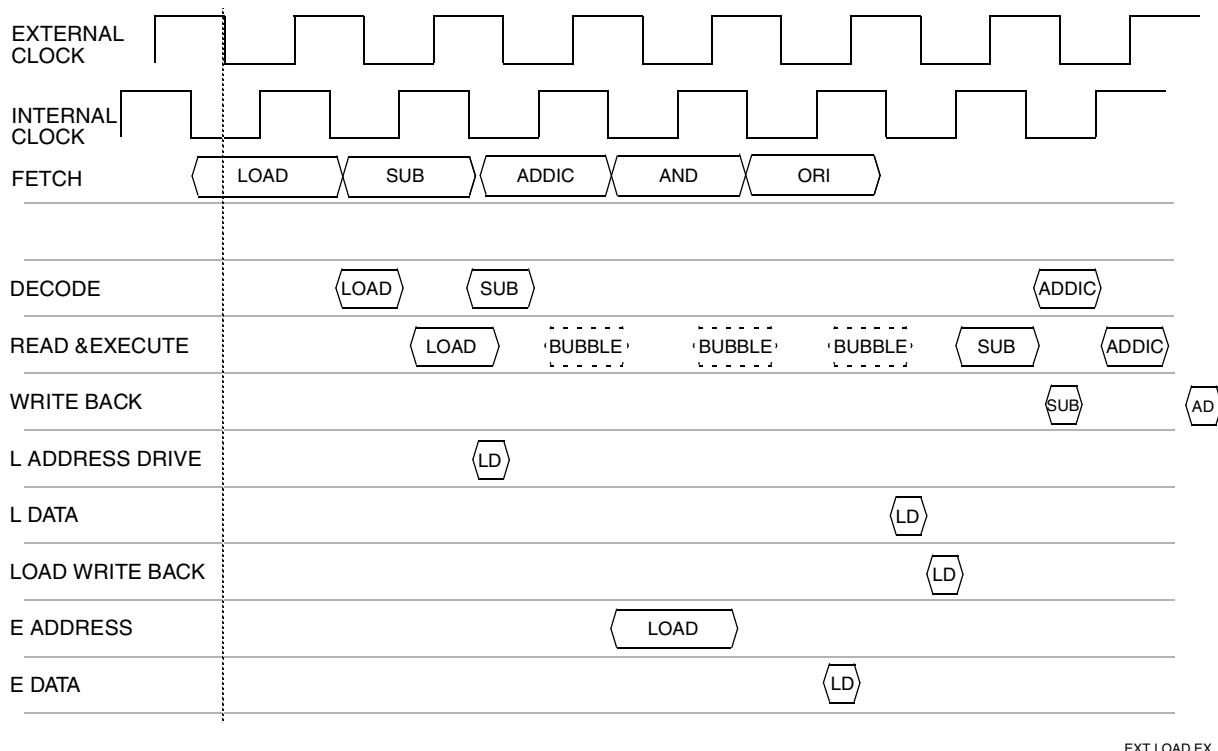 EXTERNAL
CLOCK
INTERNAL
CLOCK
FETCH LOAD SUB ADDIC AND ORI
DECODE LOAD SUB ADDIC
READ &EXECUTE LOAD BUBBLE BUBBLE BUBBLE SUB ADDIC
WRITE BACK SUB AD
L ADDRESS DRIVE LD
L DATA LD
LOAD WRITE BACK LD
E ADDRESS LOAD
E DATA LD
EXT LOAD EX